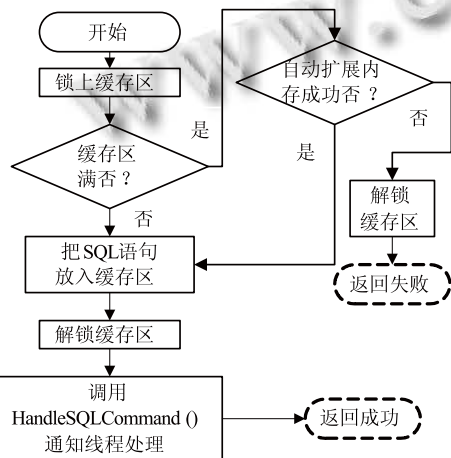 开始
锁上缓存区
缓存区
满否？
是
否
自动扩展内
存成功否？
是
否
解锁
缓存区
返回失败
把SQL语句
放入缓存区
解锁缓存区
调用
HandleSQLCommand ()
通知线程处理
返回成功